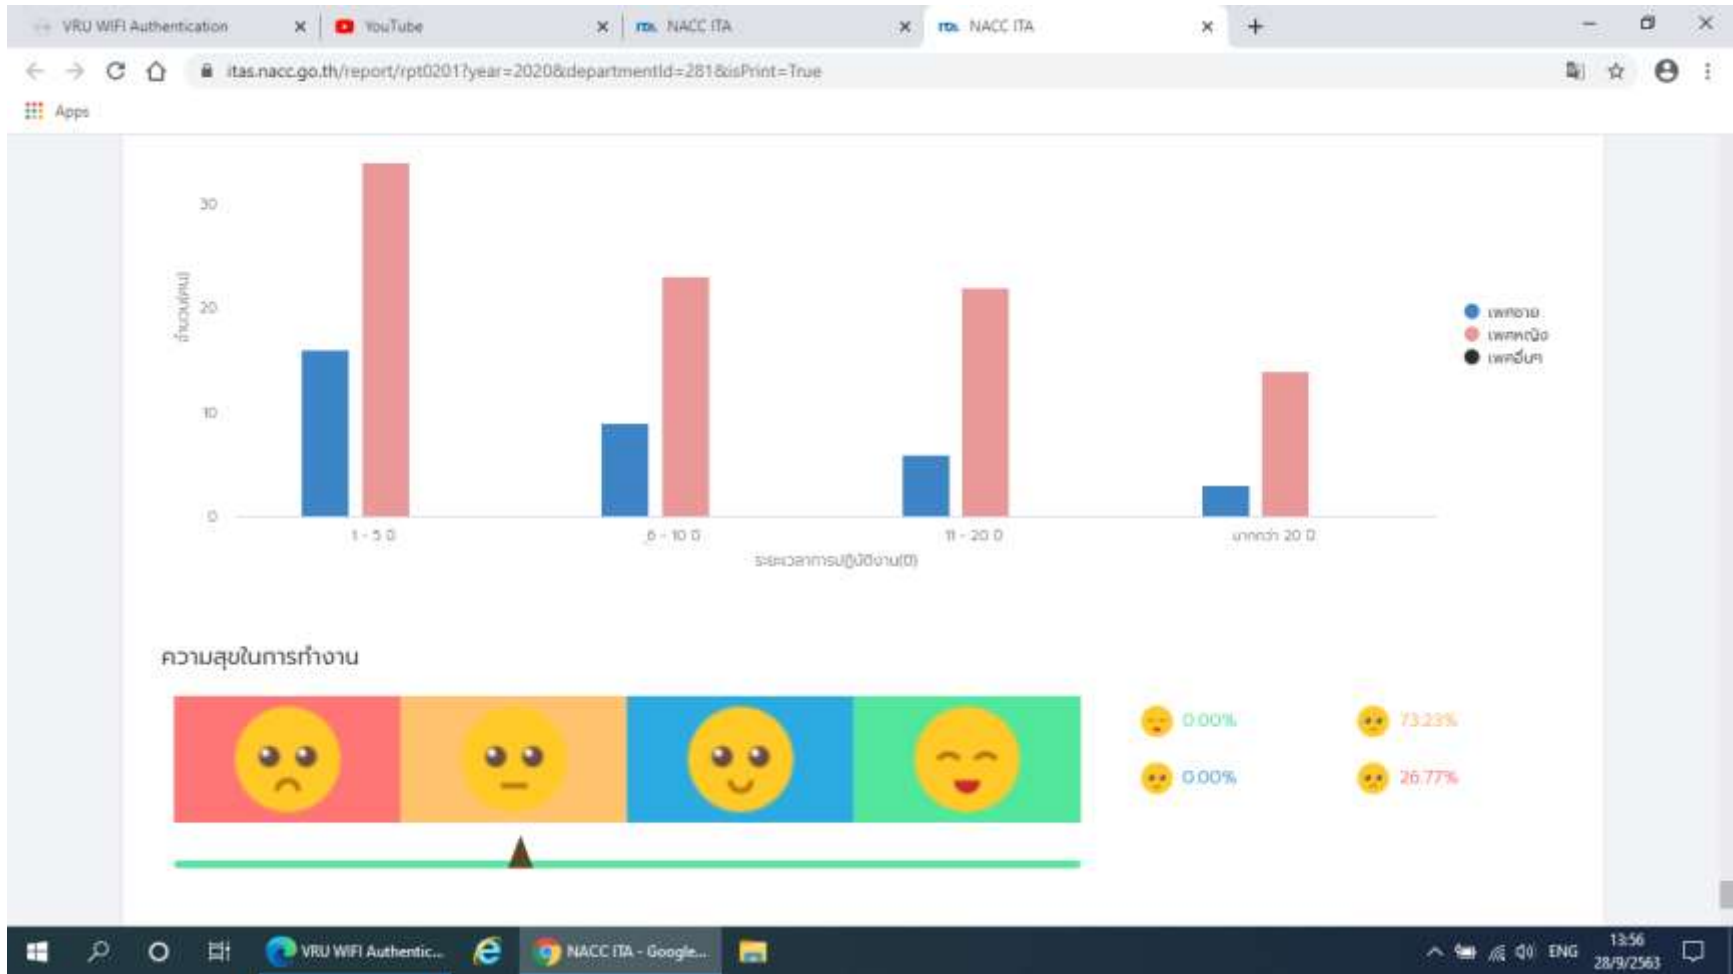 VRU WIFI Authentication
YouTube
ITA NACC ITA
ITA NACC ITA
itas.nacc.go.th/report/rpt0201?year=2020&departmentId=281&isPrint=True
Apps
30
20
10
0
จำนวน(คน)
เพศชาย
เพศหญิง
เพศอื่นๆ
1 - 5 ปี
6 - 10 ปี
11 - 20 ปี
มากกว่า 20 ปี
ระยะเวลาการปฏิบัติงาน(ปี)
ความสุขในการทำงาน
0.00%
73.23%
0.00%
26.77%
VRU WIFI Authentic...
NACC ITA - Google...
ENG
13:56
28/9/2563